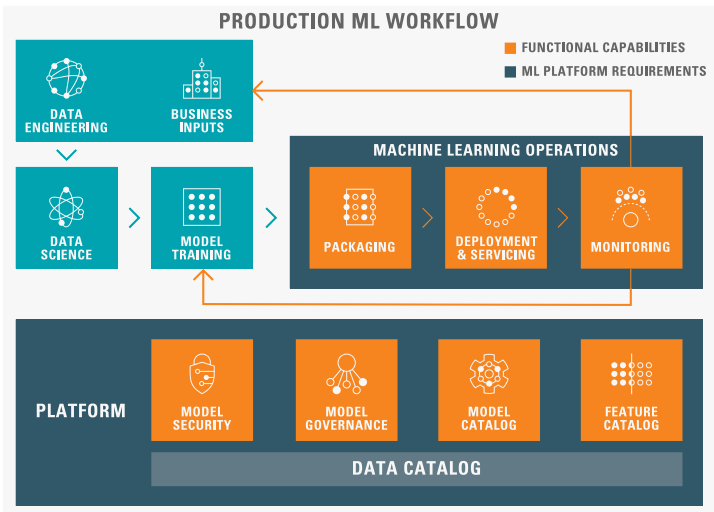 PRODUCTION ML WORKFLOW
FUNCTIONAL CAPABILITIES
ML PLATFORM REQUIREMENTS
DATA
ENGINEERING
BUSINESS
INPUTS
MACHINE LEARNING OPERATIONS
DATA
SCIENCE
MODEL
TRAINING
PACKAGING
DEPLOYMENT
& SERVICING
MONITORING
PLATFORM
MODEL
SECURITY
MODEL
GOVERNANCE
MODEL
CATALOG
FEATURE
CATALOG
DATA CATALOG